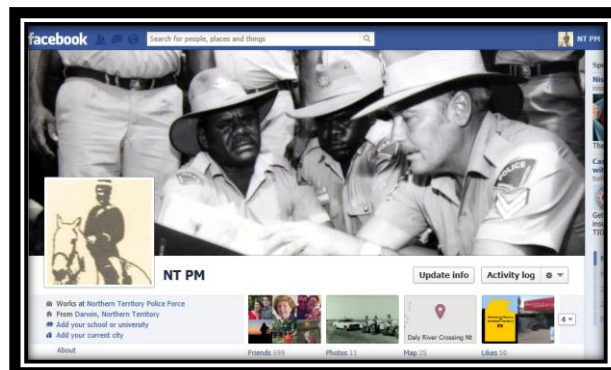 facebook
Search for people, places and things
NT PM
POLICE
NT PM
Update info
Activity log
Works at Northern Territory Police Force
From Darwin, Northern Territory
Add your school or university
Add your current city
About
Daly River Crossing Nt
4
Friends 699
Photos 11
Map 25
Likes 50